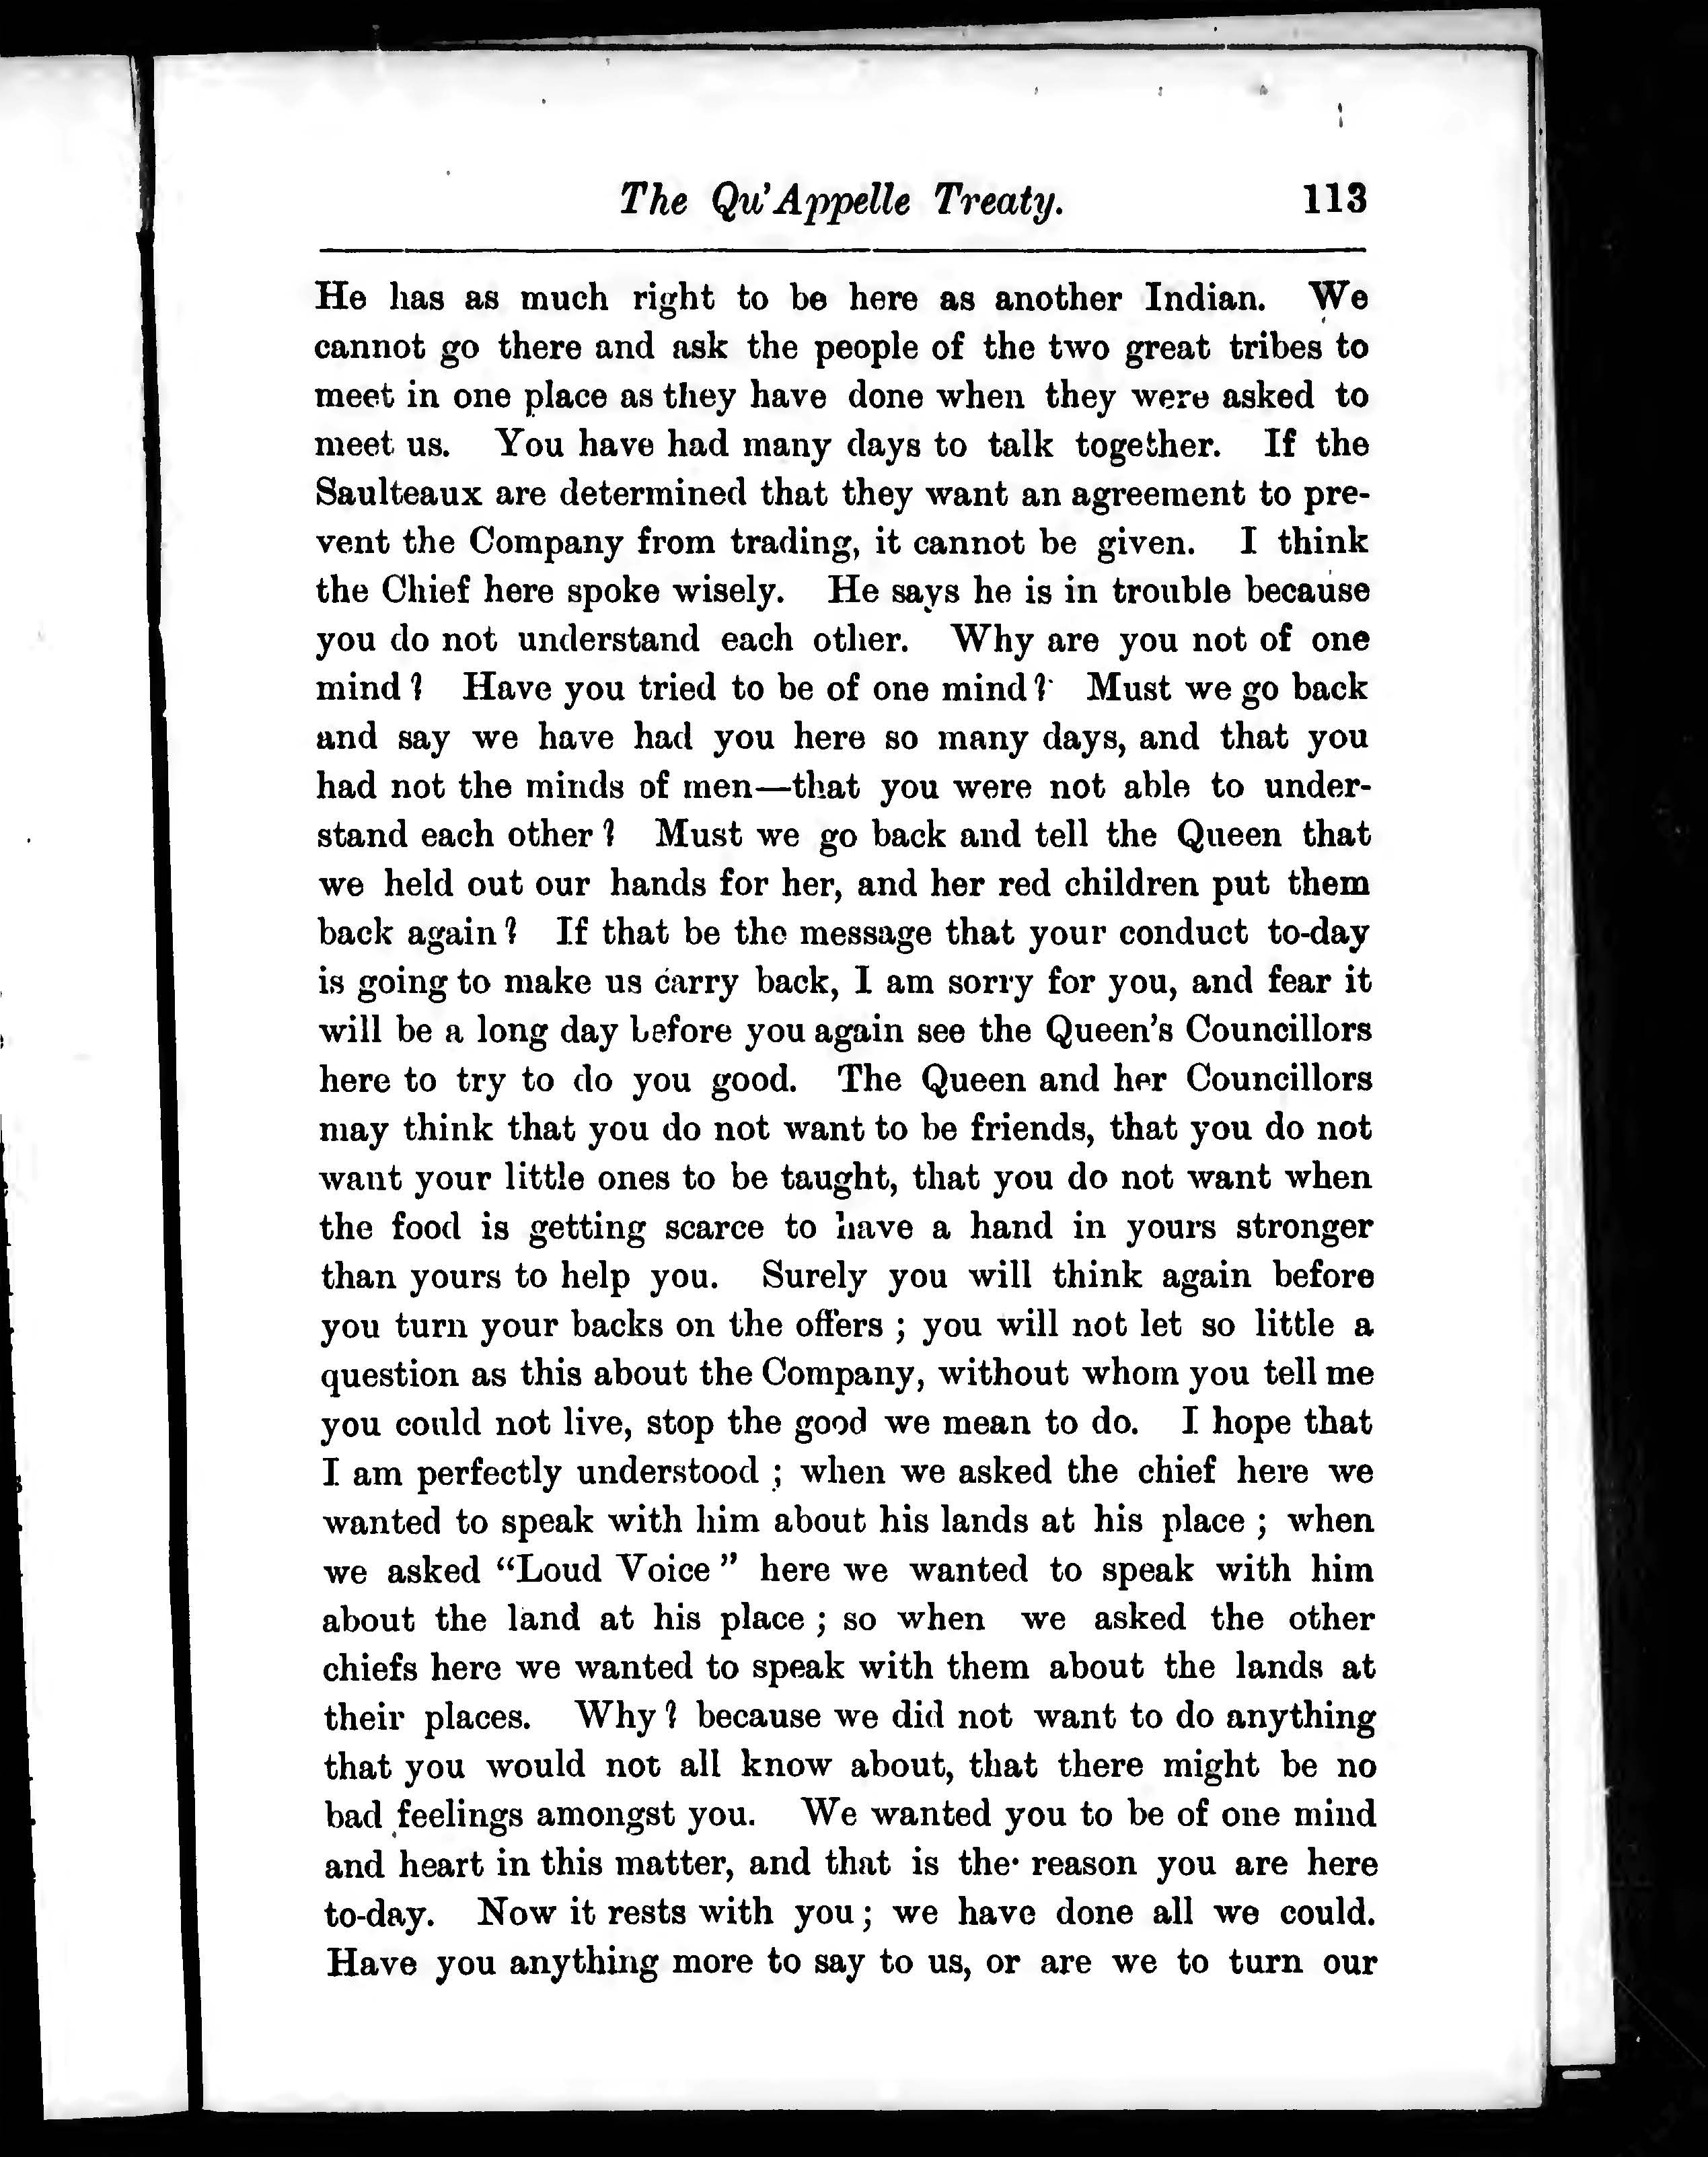 The Qu'Appelle Treaty. 113
He has as much right to be here as another Indian. We
cannot go there and ask the people of the two great tribes to
meet in one place as they have done when they were asked to
meet us. You have had many days to talk together. If the
Saulteaux are determined that they want an agreement to pre-
vent the Company from trading, it cannot be given. I think
the Chief here spoke wisely. He says he is in trouble because
you do not understand each other. Why are you not of one
mind? Have you tried to be of one mind? Must we go back
and say we have had you here so many days, and that you
had not the minds of men—that you were not able to under-
stand each other? Must we go back and tell the Queen that
we held out our hands for her, and her red children put them
back again? If that be the message that your conduct to-day
is going to make us carry back, I am sorry for you, and fear it
will be a long day before you again see the Queen's Councillors
here to try to do you good. The Queen and her Councillors
may think that you do not want to be friends, that you do not
want your little ones to be taught, that you do not want when
the food is getting scarce to have a hand in yours stronger
than yours to help you. Surely you will think again before
you turn your backs on the offers ; you will not let so little a
question as this about the Company, without whom you tell me
you could not live, stop the good we mean to do. I hope that
I am perfectly understood ; when we asked the chief here we
wanted to speak with him about his lands at his place ; when
we asked "Loud Voice" here we wanted to speak with him
about the land at his place ; so when we asked the other
chiefs here we wanted to speak with them about the lands at
their places. Why? because we did not want to do anything
that you would not all know about, that there might be no
bad feelings amongst you. We wanted you to be of one mind
and heart in this matter, and that is the reason you are here
to-day. Now it rests with you ; we have done all we could.
Have you anything more to say to us, or are we to turn our